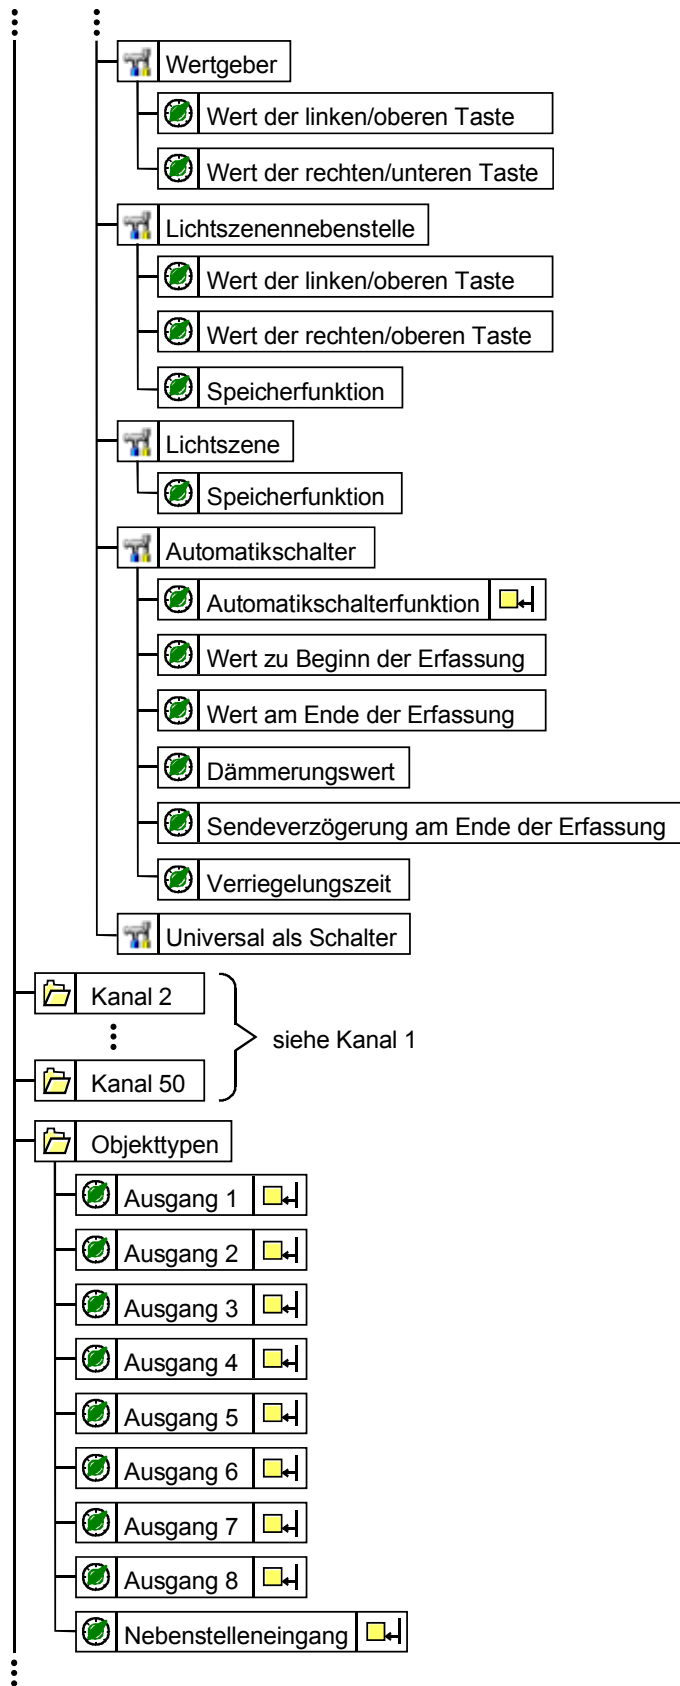 Wertgeber
Wert der linken/oberen Taste
Wert der rechten/unteren Taste
Lichtszenennebenstelle
Wert der linken/oberen Taste
Wert der rechten/oberen Taste
Speicherfunktion
Lichtszene
Speicherfunktion
Automatikschalter
Automatikschalterfunktion
Wert zu Beginn der Erfassung
Wert am Ende der Erfassung
Dämmerungswert
Sendeverzögerung am Ende der Erfassung
Verriegelungszeit
Universal als Schalter
Kanal 2
siehe Kanal 1
Kanal 50
Objekttypen
Ausgang 1
Ausgang 2
Ausgang 3
Ausgang 4
Ausgang 5
Ausgang 6
Ausgang 7
Ausgang 8
Nebenstelleneingang